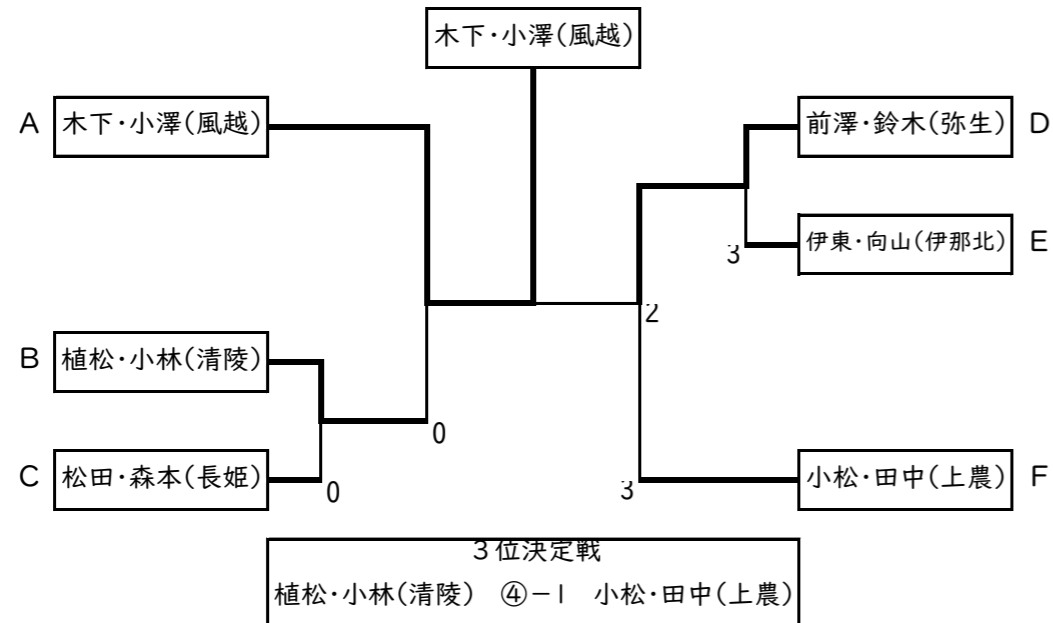 木下・小澤(風越)
A 木下・小澤(風越)
前澤・鈴木(弥生) D
伊東・向山(伊那北) E
3
2
B 植松・小林(清陵)
0
C 松田・森本(長姫)
0
3
小松・田中(上農) F
3位決定戦
植松・小林(清陵) ④-1 小松・田中(上農)